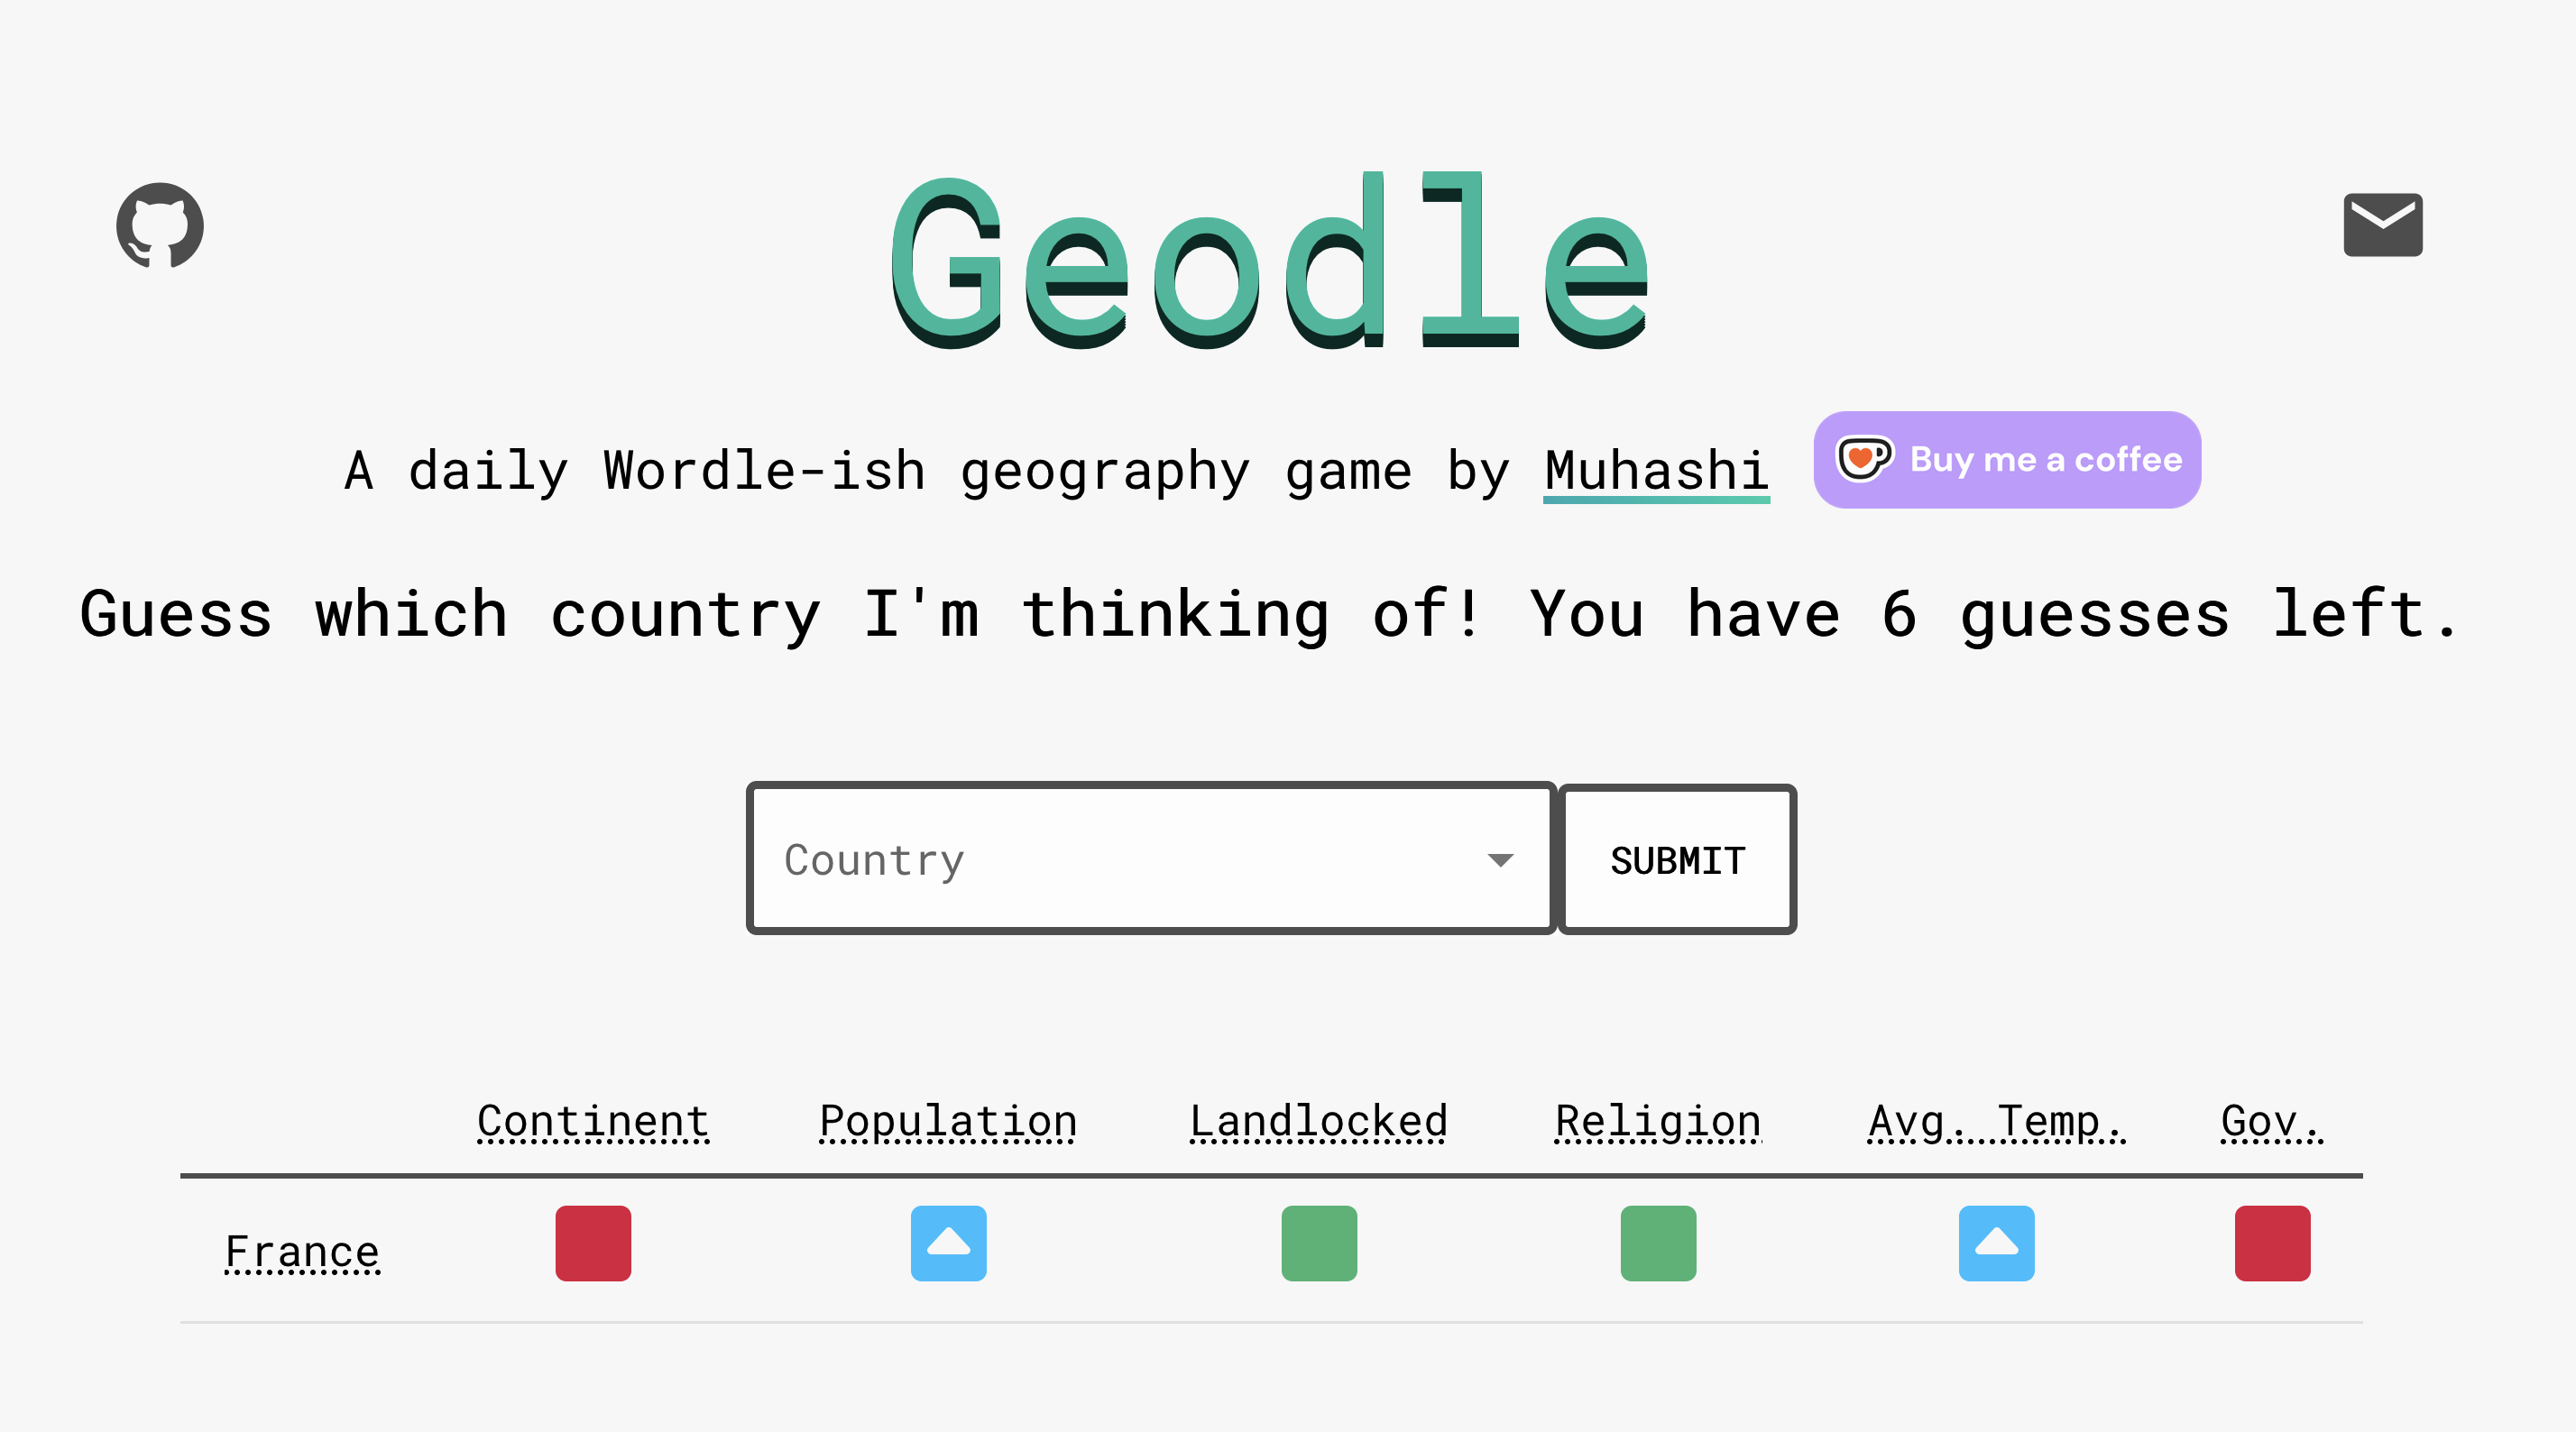 Geodle
A daily Wordle-ish geography game by Muhashi Buy me a coffee
Guess which country I'm thinking of! You have 6 guesses left.
Country SUBMIT
Continent Population Landlocked Religion Avg. Temp. Gov.
France